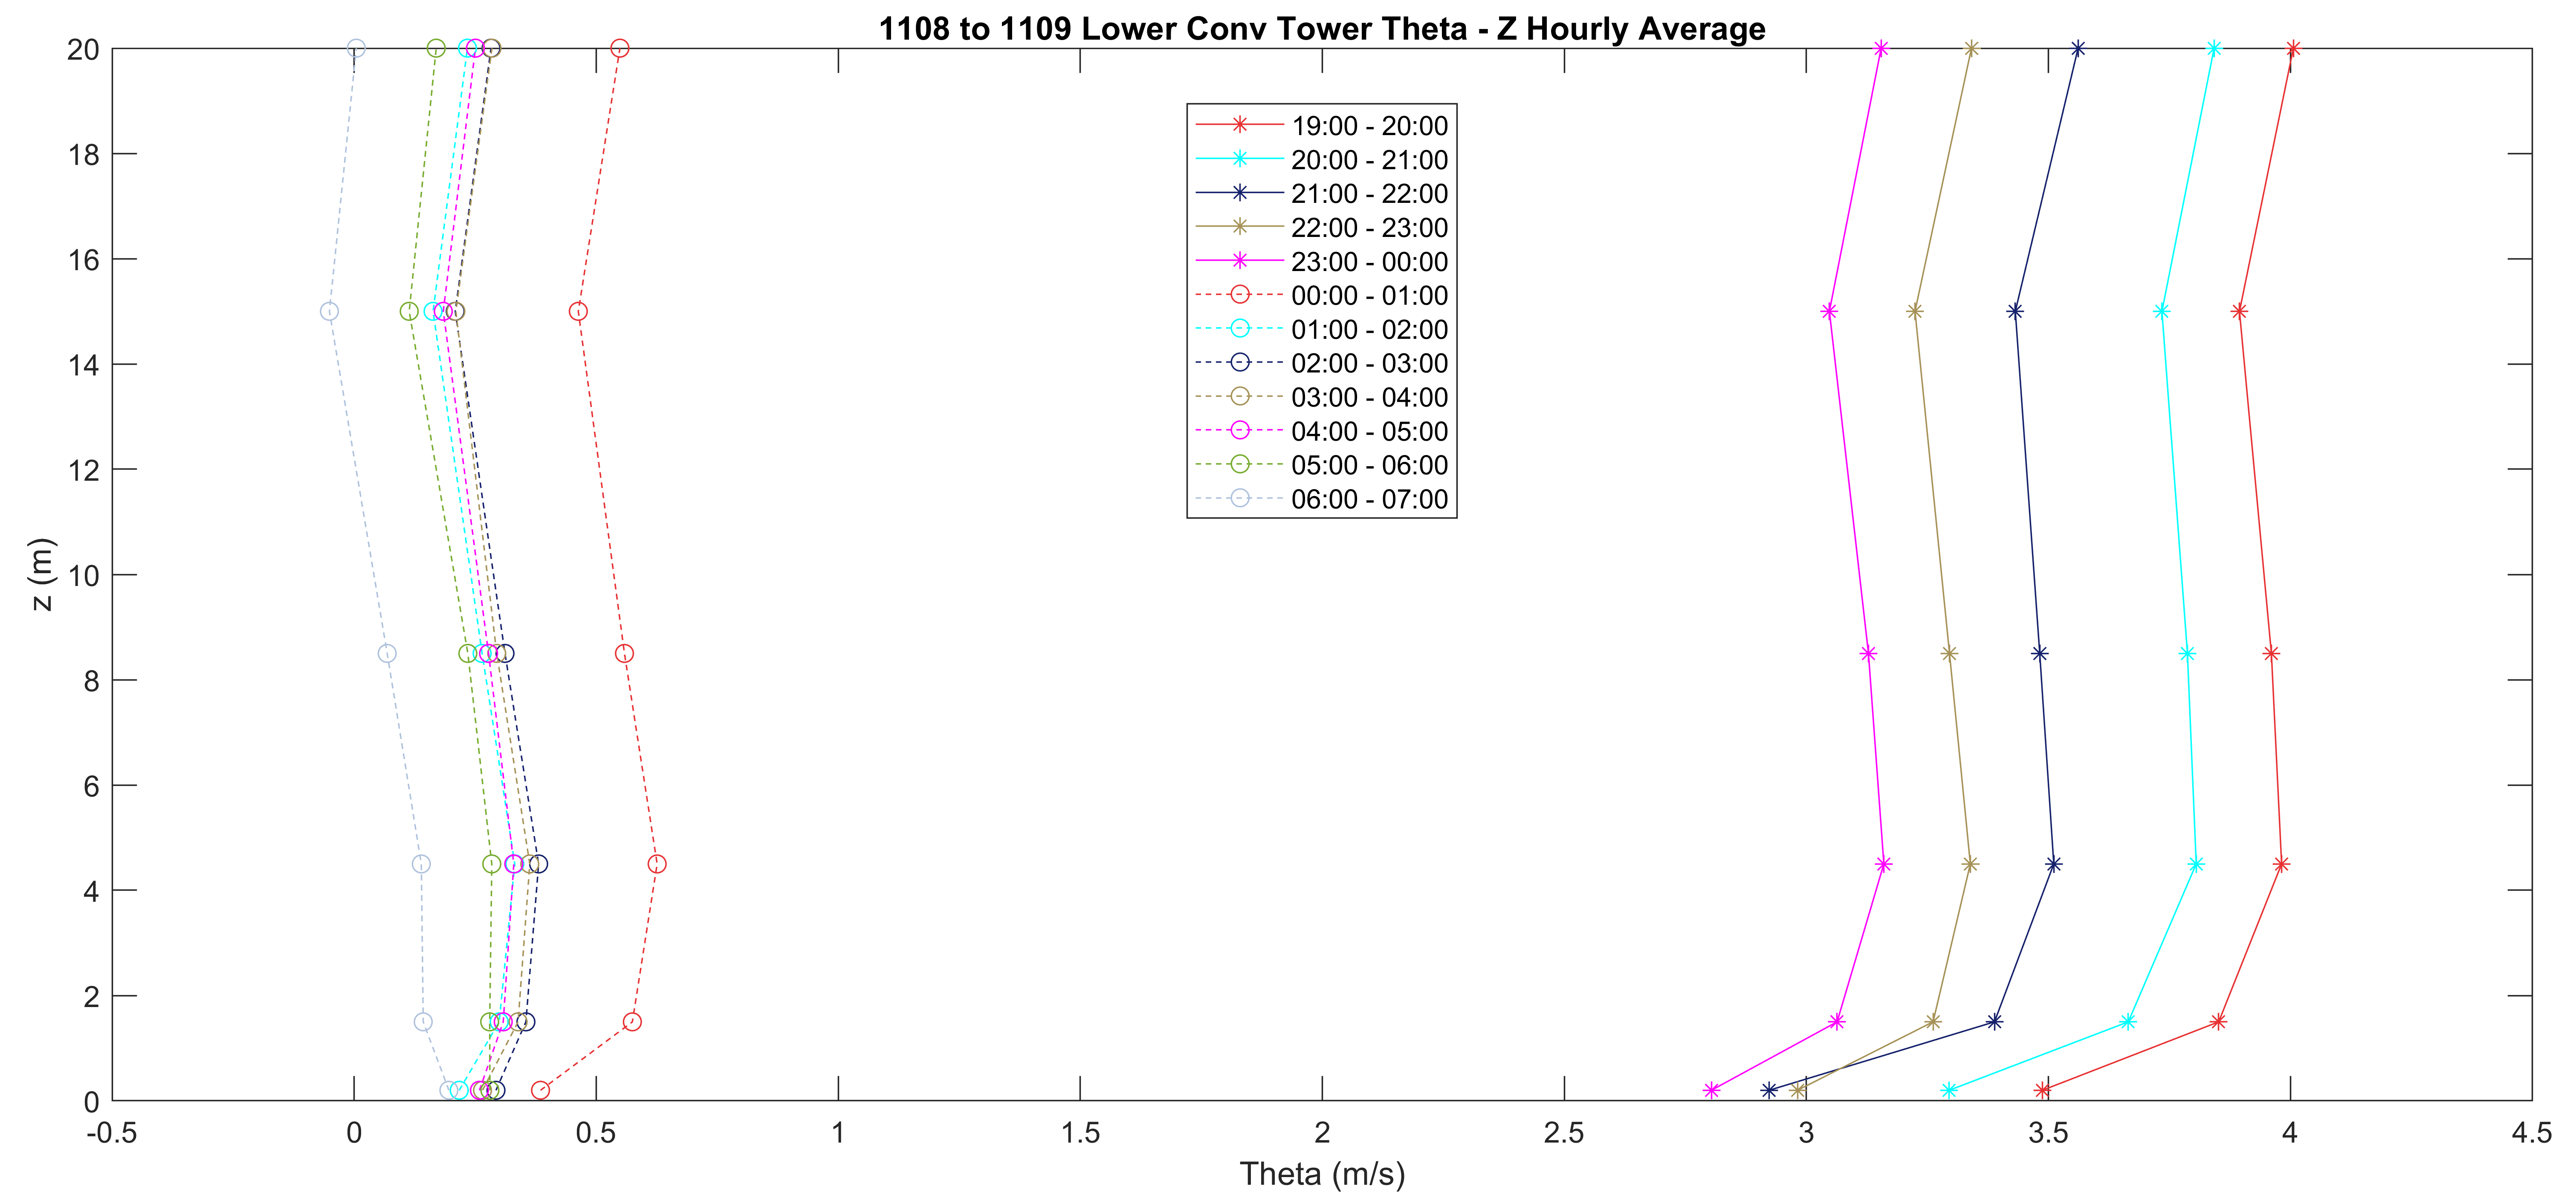 1108 to 1109 Lower Conv Tower Theta - Z Hourly Average
20
18
16
14
12
10
8
6
4
2
0
z (m)
19:00 - 20:00
20:00 - 21:00
21:00 - 22:00
22:00 - 23:00
23:00 - 00:00
00:00 - 01:00
01:00 - 02:00
02:00 - 03:00
03:00 - 04:00
04:00 - 05:00
05:00 - 06:00
06:00 - 07:00
-0.5 0 0.5 1 1.5 2 2.5 3 3.5 4 4.5
Theta (m/s)